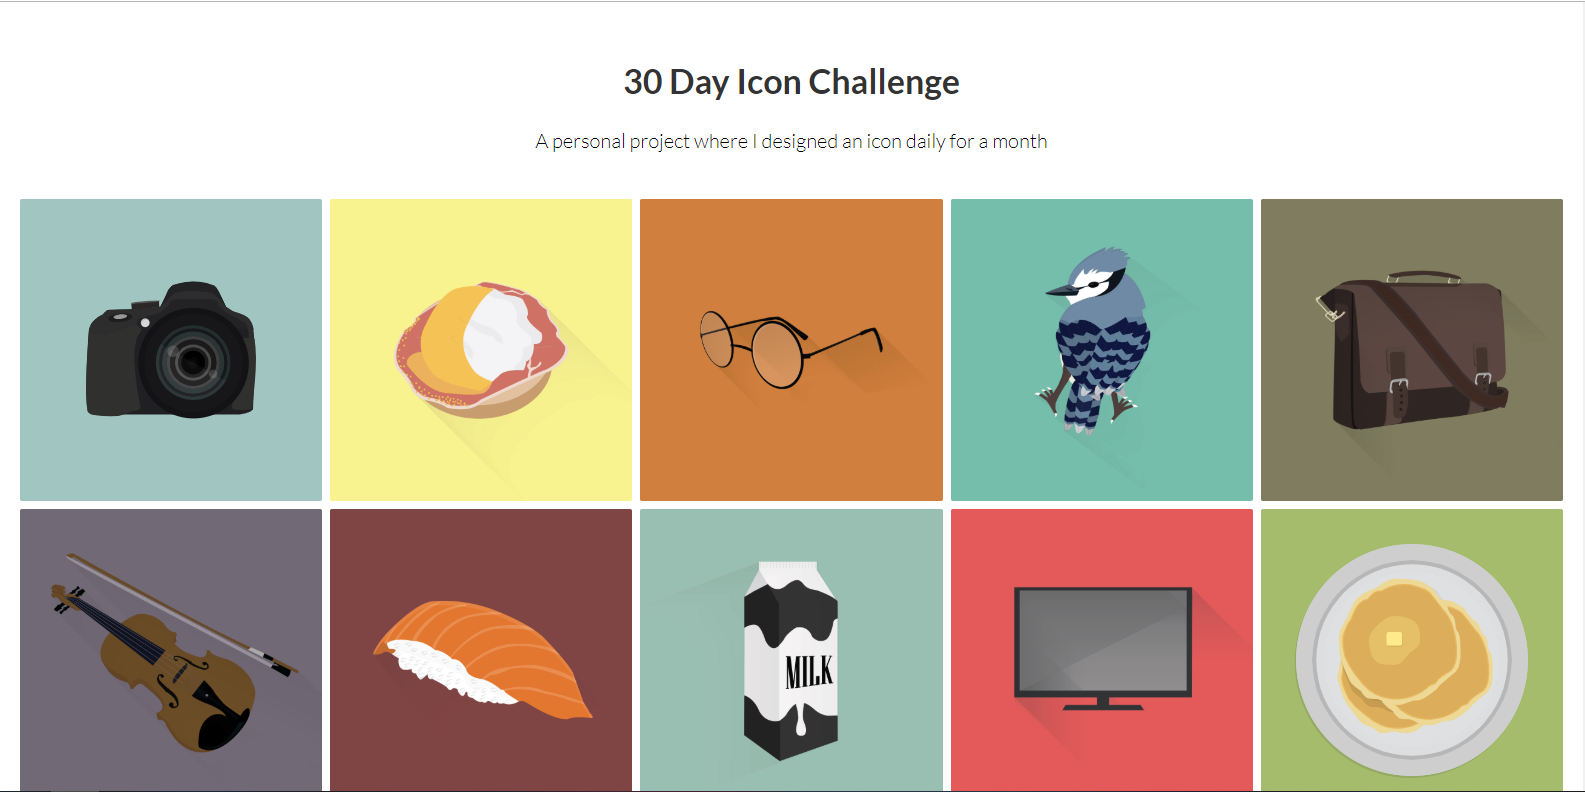 30 Day Icon Challenge
A personal project where I designed an icon daily for a month
MILK